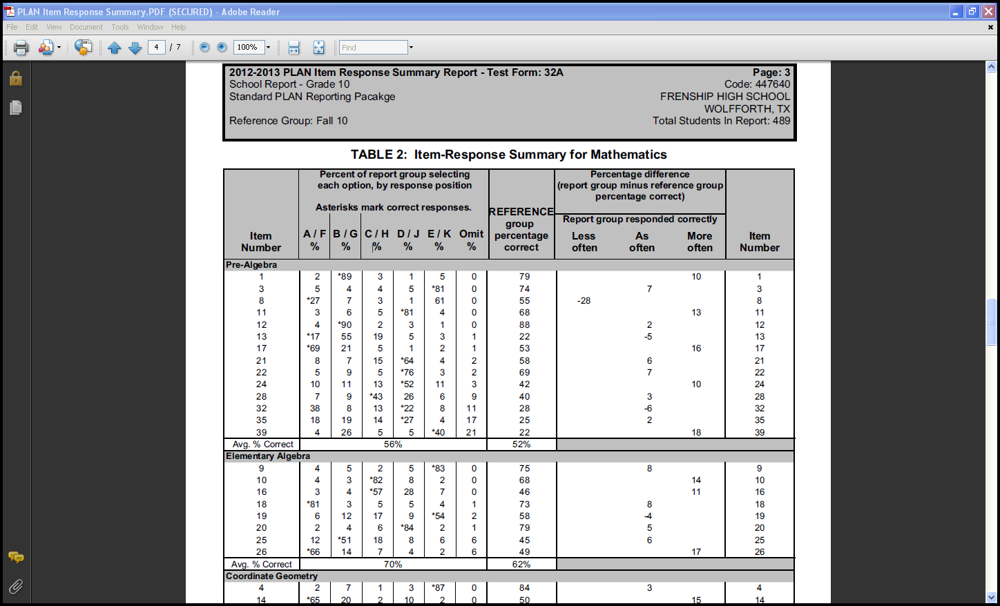 PLAN Item Response Summary.PDF (SECURED) - Adobe Reader
File Edit View Document Tools Window Help
4 / 7 100% Find
2012-2013 PLAN Item Response Summary Report - Test Form: 32A Page: 3
School Report - Grade 10 Code: 447640
Standard PLAN Reporting Pacakge FRENSHIP HIGH SCHOOL
WOLFFORTH, TX
Reference Group: Fall 10 Total Students In Report: 489
TABLE 2: Item-Response Summary for Mathematics
Percent of report group selecting Percentage difference
each option, by response position (report group minus reference group
percentage correct)
Asterisks mark correct responses. REFERENCE
group Report group responded correctly
Item A / F B / G C / H D / J E / K Omit percentage Less As More Item
Number % % % % % % correct often often often Number
Pre-Algebra
1 2 *89 3 1 5 0 79 10 1
3 5 4 4 5 *81 0 74 7 3
8 *27 7 3 1 61 0 55 -28 8
11 3 6 5 *81 4 0 68 13 11
12 4 *90 2 3 1 0 88 2 12
13 *17 55 19 5 3 1 22 -5 13
17 *69 21 5 1 2 1 53 16 17
21 8 7 15 *64 4 2 58 6 21
22 5 9 5 *76 3 2 69 7 22
24 10 11 13 *52 11 3 42 10 24
28 7 9 *43 26 6 9 40 3 28
32 38 8 13 *22 8 11 28 -6 32
35 18 19 14 *27 4 17 25 2 35
39 4 26 5 5 *40 21 22 18 39
Avg. % Correct 56% 52%
Elementary Algebra
9 4 5 2 5 *83 0 75 8 9
10 4 3 *82 8 2 0 68 14 10
16 3 4 *57 28 7 0 46 11 16
18 *81 3 5 5 4 1 73 8 18
19 6 12 17 9 *54 2 58 -4 19
20 2 4 6 *84 2 1 79 5 20
25 12 *51 18 8 6 6 45 6 25
26 *66 14 7 4 2 6 49 17 26
Avg. % Correct 70% 62%
Coordinate Geometry
4 2 7 1 3 *87 0 84 3 4
14 *65 20 2 10 2 0 50 15 14